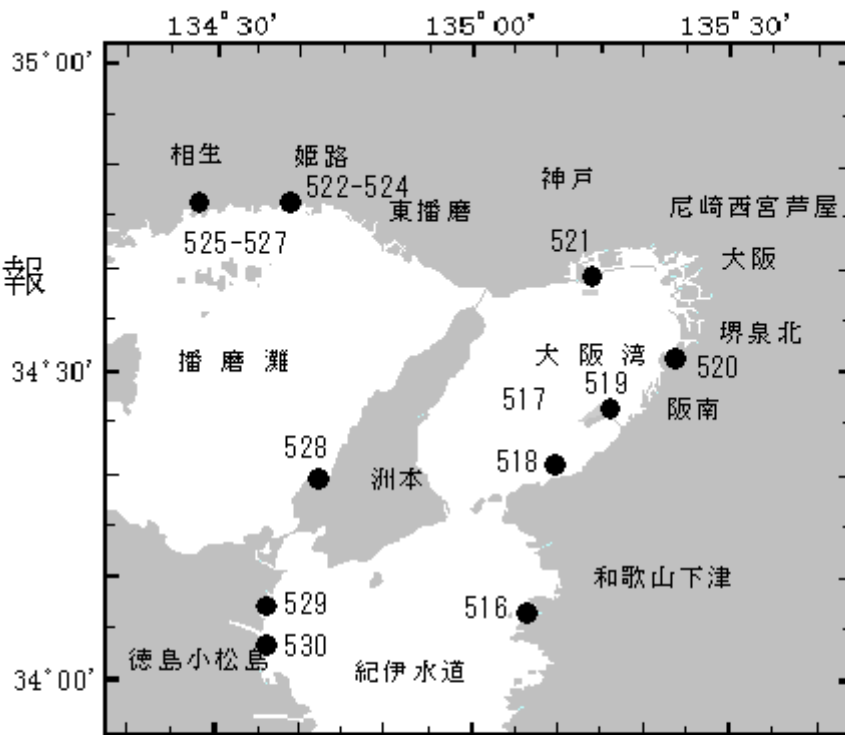 134°30' 135°00' 135°30'
35°00'
相生 姫路
522-524
神戸
東播磨
尼崎西宮芦屋
525-527
521
大阪
報
堺泉北
播磨灘
大阪湾
34°30'
520
517 519
阪南
528
518
洲本
和歌山下津
529
516
530
徳島小松島
紀伊水道
34°00'